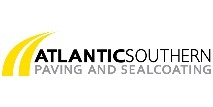 ATLANTICSOUTHERN
PAVING AND SEALCOATING